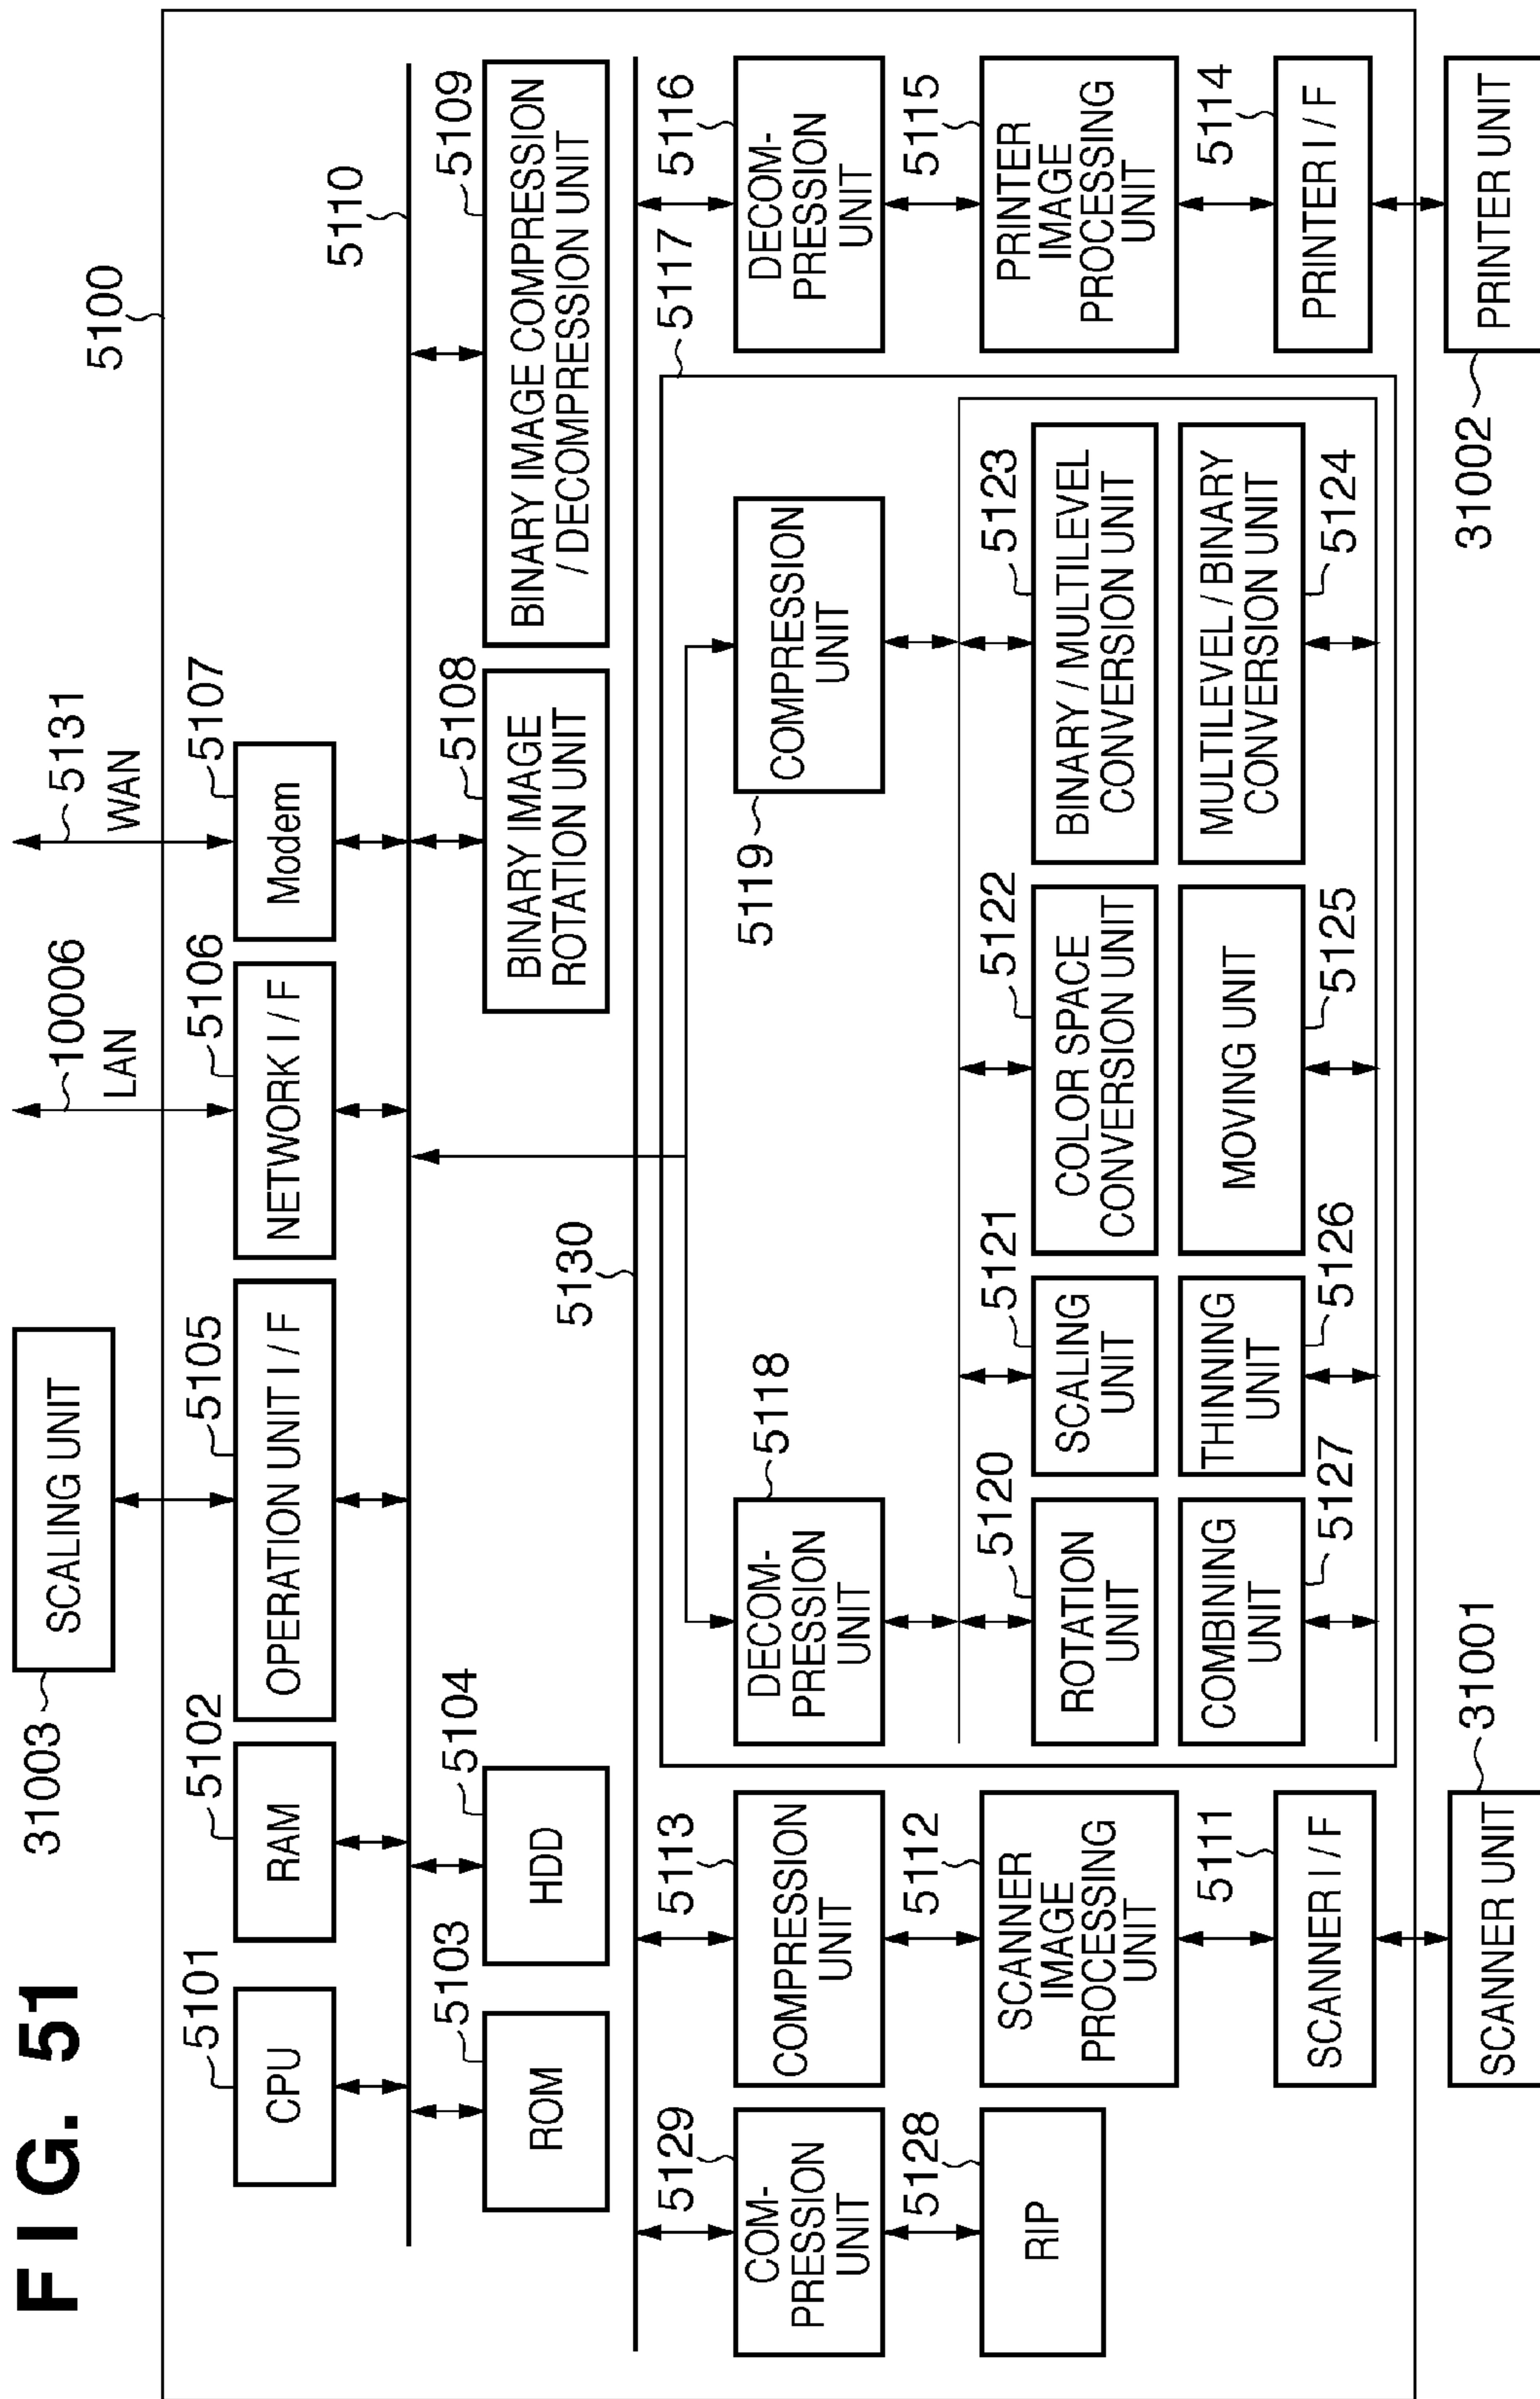 FIG. 51
31003
SCALING UNIT
10006
LAN
5131
WAN
5100
5101
CPU
5102
RAM
5105
OPERATION UNIT I / F
5106
NETWORK I / F
5107
Modem
5110
5103
ROM
5104
HDD
5108
BINARY IMAGE
ROTATION UNIT
5109
BINARY IMAGE COMPRESSION
/ DECOMPRESSION UNIT
5130
5117
5129
COM-
PRESSION
UNIT
5113
COMPRESSION
UNIT
5118
DECOM-
PRESSION
UNIT
5119
COMPRESSION
UNIT
5116
DECOM-
PRESSION
UNIT
5128
RIP
5112
SCANNER
IMAGE
PROCESSING
UNIT
5120
ROTATION
UNIT
5121
SCALING
UNIT
5122
COLOR SPACE
CONVERSION UNIT
5123
BINARY / MULTILEVEL
CONVERSION UNIT
5115
PRINTER
IMAGE
PROCESSING
UNIT
COMBINING
UNIT
5127
THINNING
UNIT
5126
MOVING UNIT
5125
MULTILEVEL / BINARY
CONVERSION UNIT
5124
5111
SCANNER I / F
5114
PRINTER I / F
31001
SCANNER UNIT
31002
PRINTER UNIT